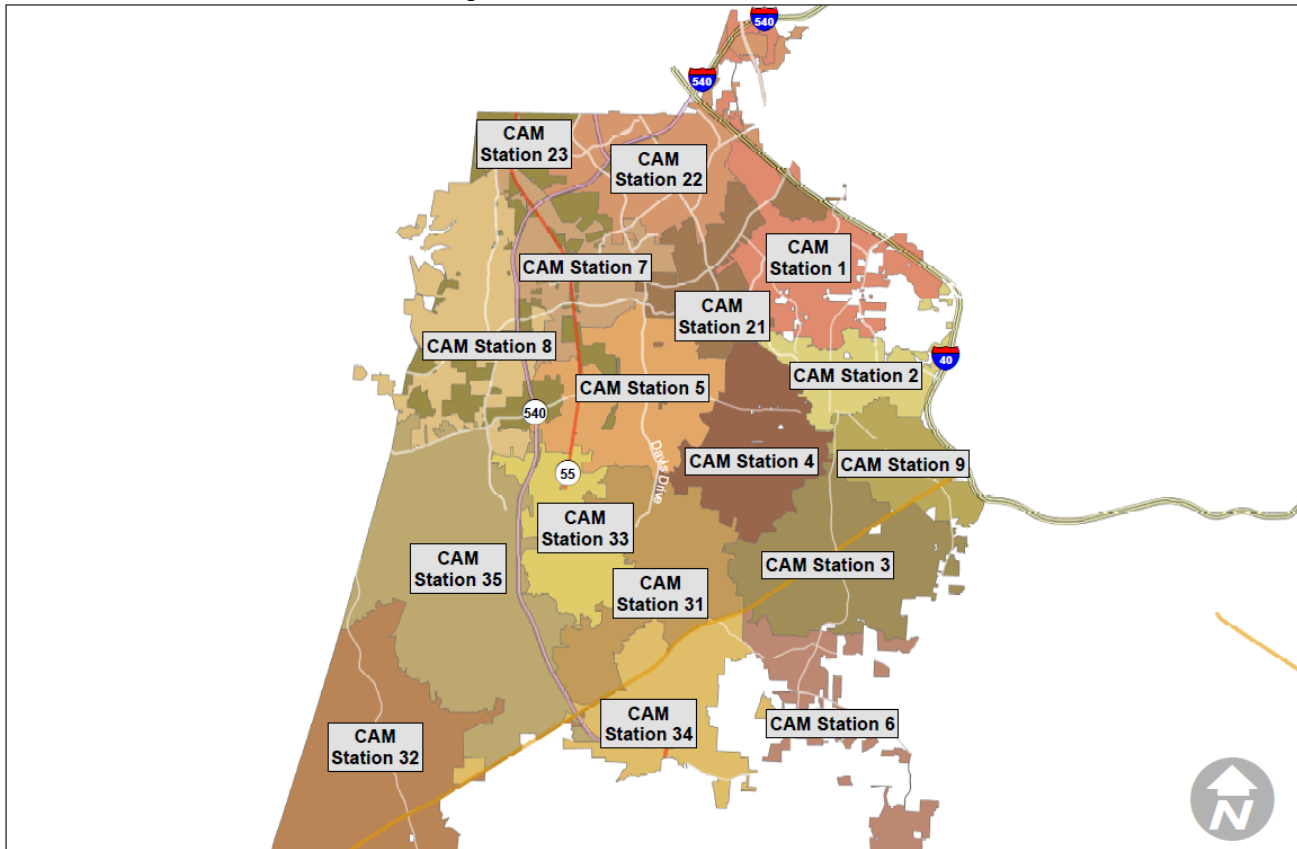 540
540
CAM
Station 23
CAM
Station 22
CAM
Station 1
CAM Station 7
CAM
Station 21
CAM Station 8
40
CAM Station 2
CAM Station 5
540
Davis Drive
CAM Station 4
CAM Station 9
55
CAM
Station 33
CAM
Station 35
CAM Station 3
CAM
Station 31
CAM
Station 34
CAM Station 6
CAM
Station 32
N